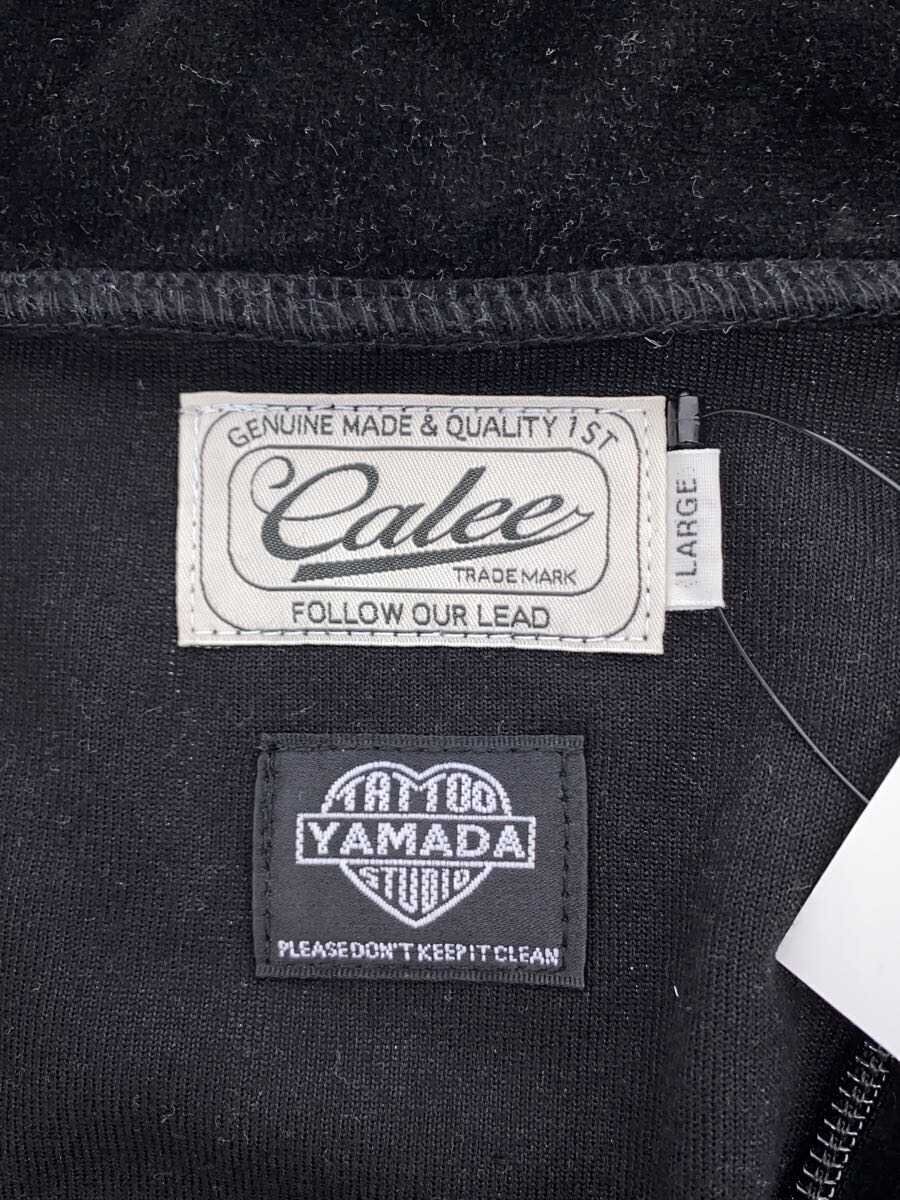 GENUINE MADE & QUALITY 1ST
Calee
TRADE MARK
FOLLOW OUR LEAD
LARGE
TATTOO
YAMADA
STUDIO
PLEASE DON'T KEEP IT CLEAN